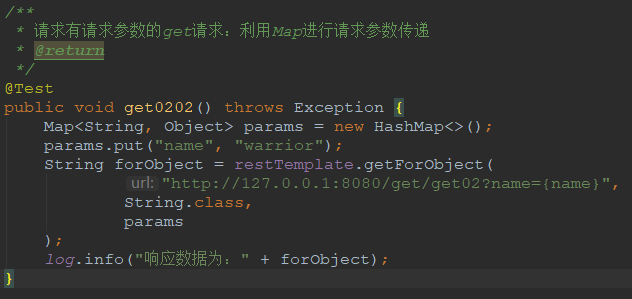 /**
 * 请求有请求参数的get请求：利用Map进行请求参数传递
 * @return
 */
@Test
public void get0202() throws Exception {
    Map<String, Object> params = new HashMap<>();
    params.put("name", "warrior");
    String forObject = restTemplate.getForObject(
            url: "http://127.0.0.1:8080/get/get02?name={name}",
            String.class,
            params
    );
    log.info("响应数据为：" + forObject);
}